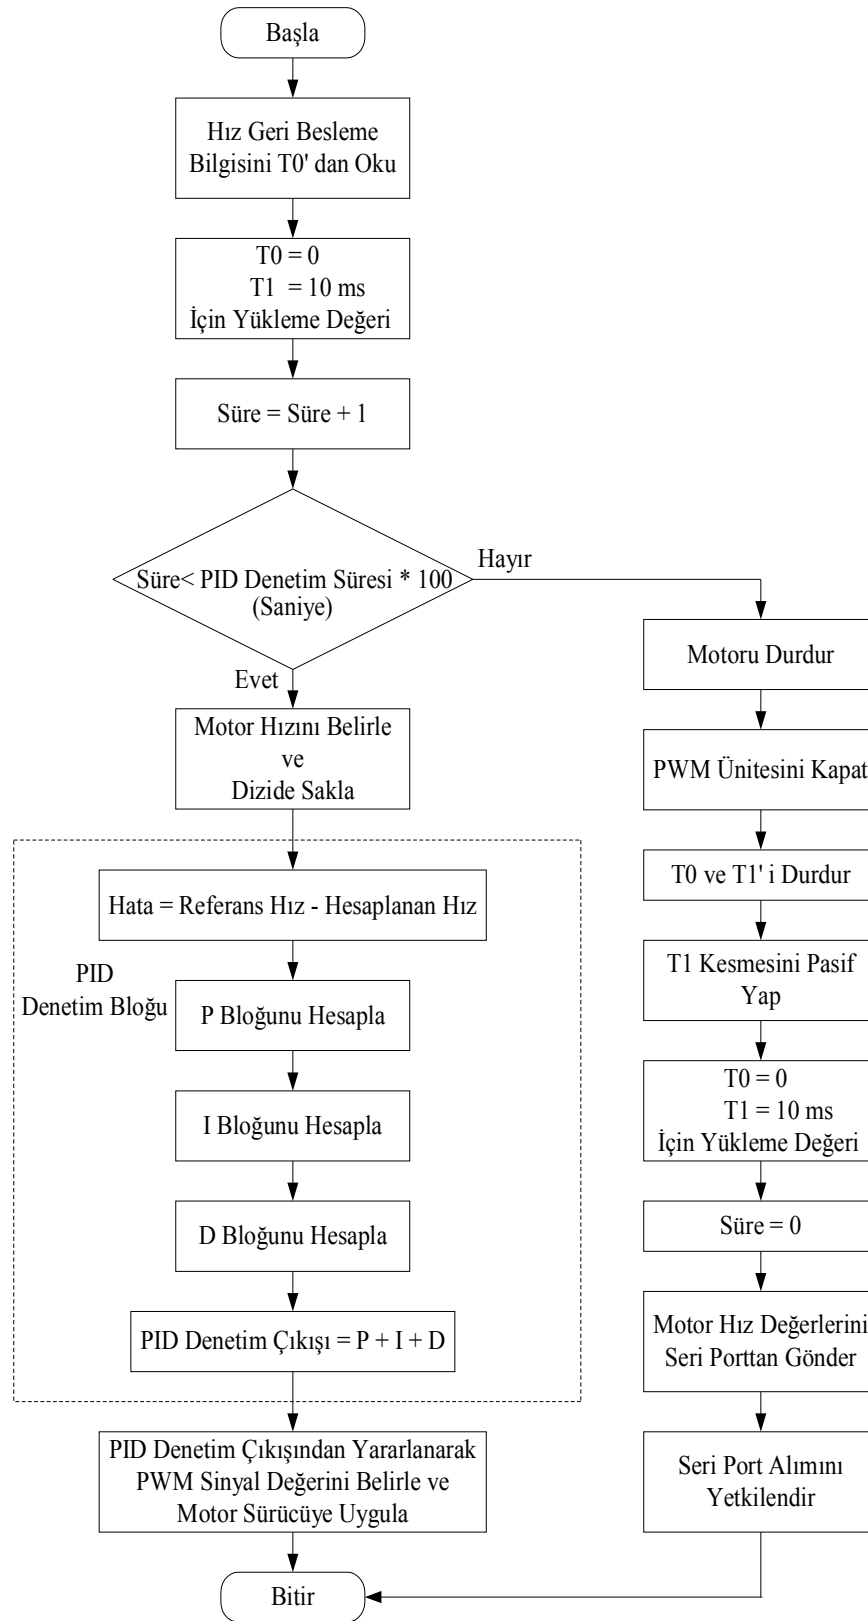 Başla
Hız Geri Besleme
Bilgisini T0' dan Oku
T0 = 0
T1 = 10 ms
İçin Yükleme Değeri
Süre = Süre + 1
Süre< PID Denetim Süresi * 100
(Saniye)
Hayır
Evet
Motor Hızını Belirle
ve
Dizide Sakla
PID
Denetim Bloğu
Hata = Referans Hız - Hesaplanan Hız
P Bloğunu Hesapla
I Bloğunu Hesapla
D Bloğunu Hesapla
PID Denetim Çıkışı = P + I + D
PID Denetim Çıkışından Yararlanarak
PWM Sinyal Değerini Belirle ve
Motor Sürücüye Uygula
Motoru Durdur
PWM Ünitesini Kapat
T0 ve T1' i Durdur
T1 Kesmesini Pasif
Yap
T0 = 0
T1 = 10 ms
İçin Yükleme Değeri
Süre = 0
Motor Hız Değerlerini
Seri Porttan Gönder
Seri Port Alımını
Yetkilendir
Bitir